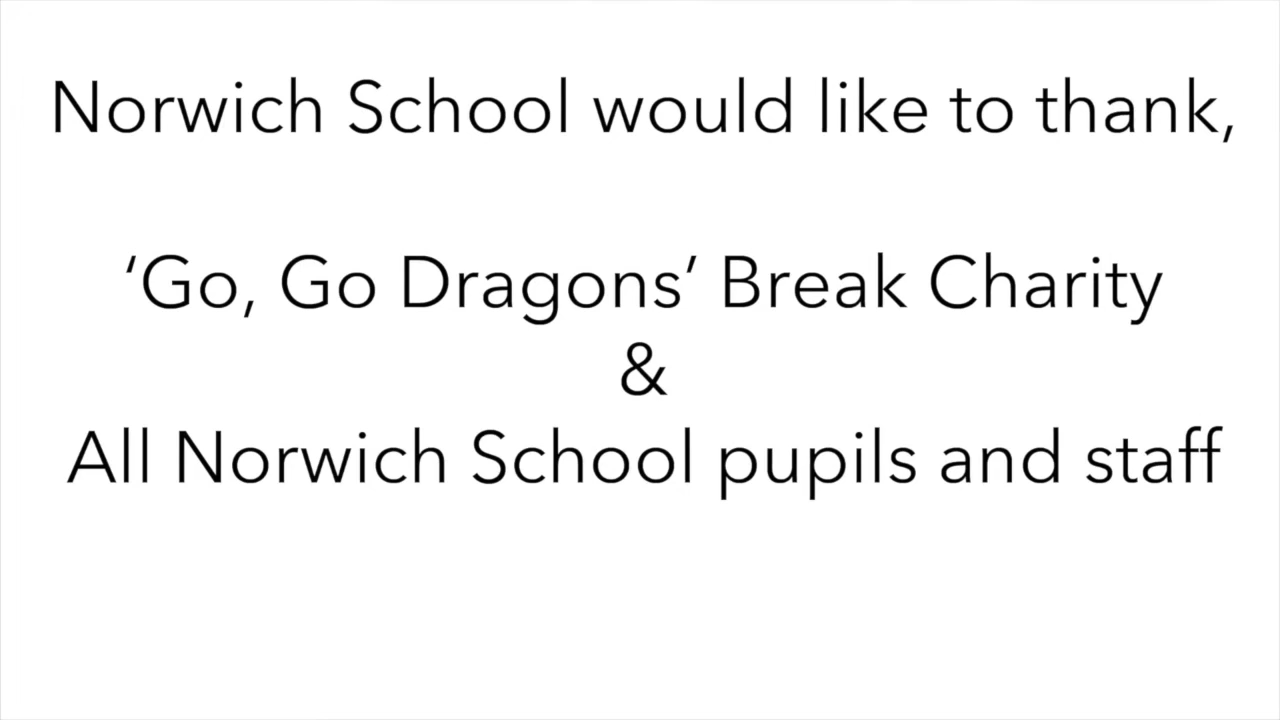 Norwich School would like to thank,
‘Go, Go Dragons’ Break Charity
&
All Norwich School pupils and staff